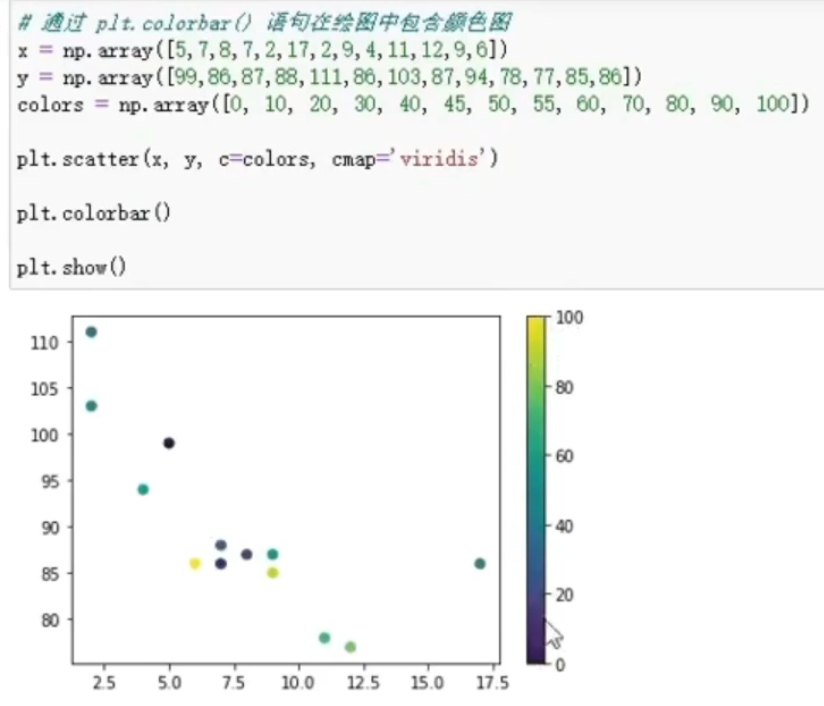 # 通过 plt.colorbar() 语句在绘图中包含颜色图
x = np.array([5,7,8,7,2,17,2,9,4,11,12,9,6])
y = np.array([99,86,87,88,111,86,103,87,94,78,77,85,86])
colors = np.array([0, 10, 20, 30, 40, 45, 50, 55, 60, 70, 80, 90, 100])
plt.scatter(x, y, c=colors, cmap='viridis')
plt.colorbar()
plt.show()
110
105
100
95
90
85
80
2.5 5.0 7.5 10.0 12.5 15.0 17.5
100
80
60
40
20
0